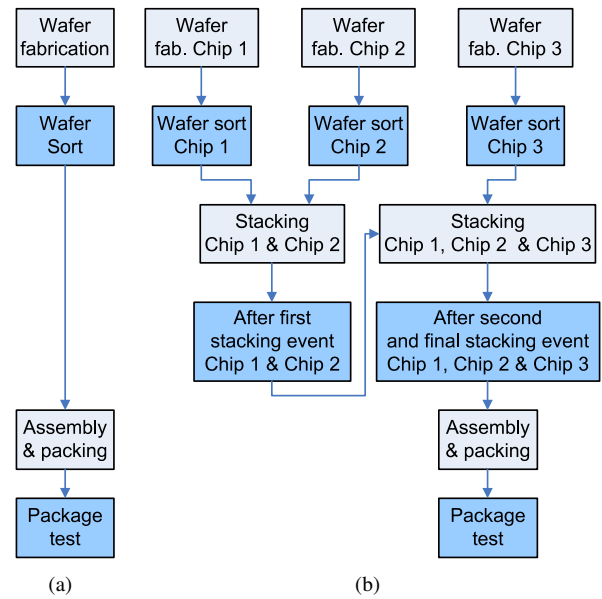 Wafer
fabrication
Wafer
Sort
Assembly
& packing
Package
test
(a)
Wafer
fab. Chip 1
Wafer
fab. Chip 2
Wafer
fab. Chip 3
Wafer sort
Chip 1
Wafer sort
Chip 2
Wafer sort
Chip 3
Stacking
Chip 1 & Chip 2
Stacking
Chip 1, Chip 2 & Chip 3
After first
stacking event
Chip 1 & Chip 2
After second
and final stacking event
Chip 1, Chip 2 & Chip 3
Assembly
& packing
Package
test
(b)